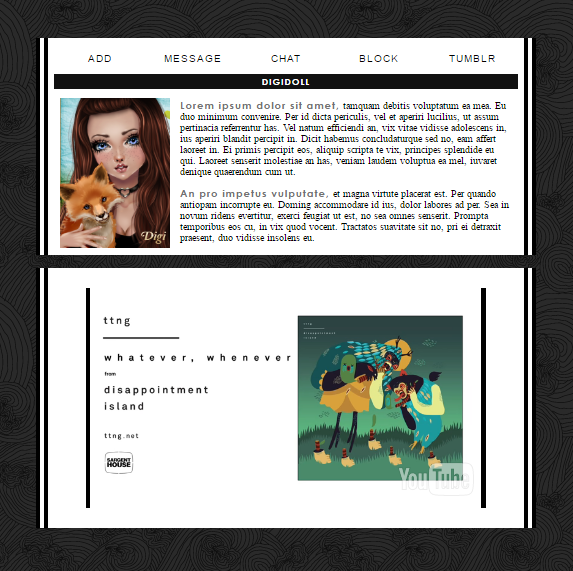 ADD MESSAGE CHAT BLOCK TUMBLR
DIGIDOLL
Lorem ipsum dolor sit amet, tamquam debitis voluptatum ea mea. Eu
duo minimum convenire. Per id dicta periculis, vel et aperiri lucilius, ut assum
pertinacia referrentur has. Vel natum efficiendi an, vix vitae vidisse adolescens in,
ius aperiri blandit percipit in. Dicit habemus concludaturque sed no, eam affert
laoreet in. Ei primis percipit eos, aliquip scripta te vix, principes splendide eu
qui. Laoreet senserit molestiae an has, veniam laudem voluptua ea mel, iuvaret
denique quaerendum cum ut.
An pro impetus vulputate, et magna virtute placerat est. Per quando
antiopam incorrupte eu. Doming accommodare id ius, dolor labores ad per. Sea in
novum ridens evertitur, exerci feugiat ut est, no sea omnes senserit. Prompta
temporibus eos cu, in vix quod vocent. Tractatos suavitate sit no, pri ei detraxit
praesent, duo vidisse insolens eu.
Digi
ttng
whatever, whenever
from
disappointment
island
ttng.net
SARGENT
HOUSE
ttng
disappointment
island
YouTube